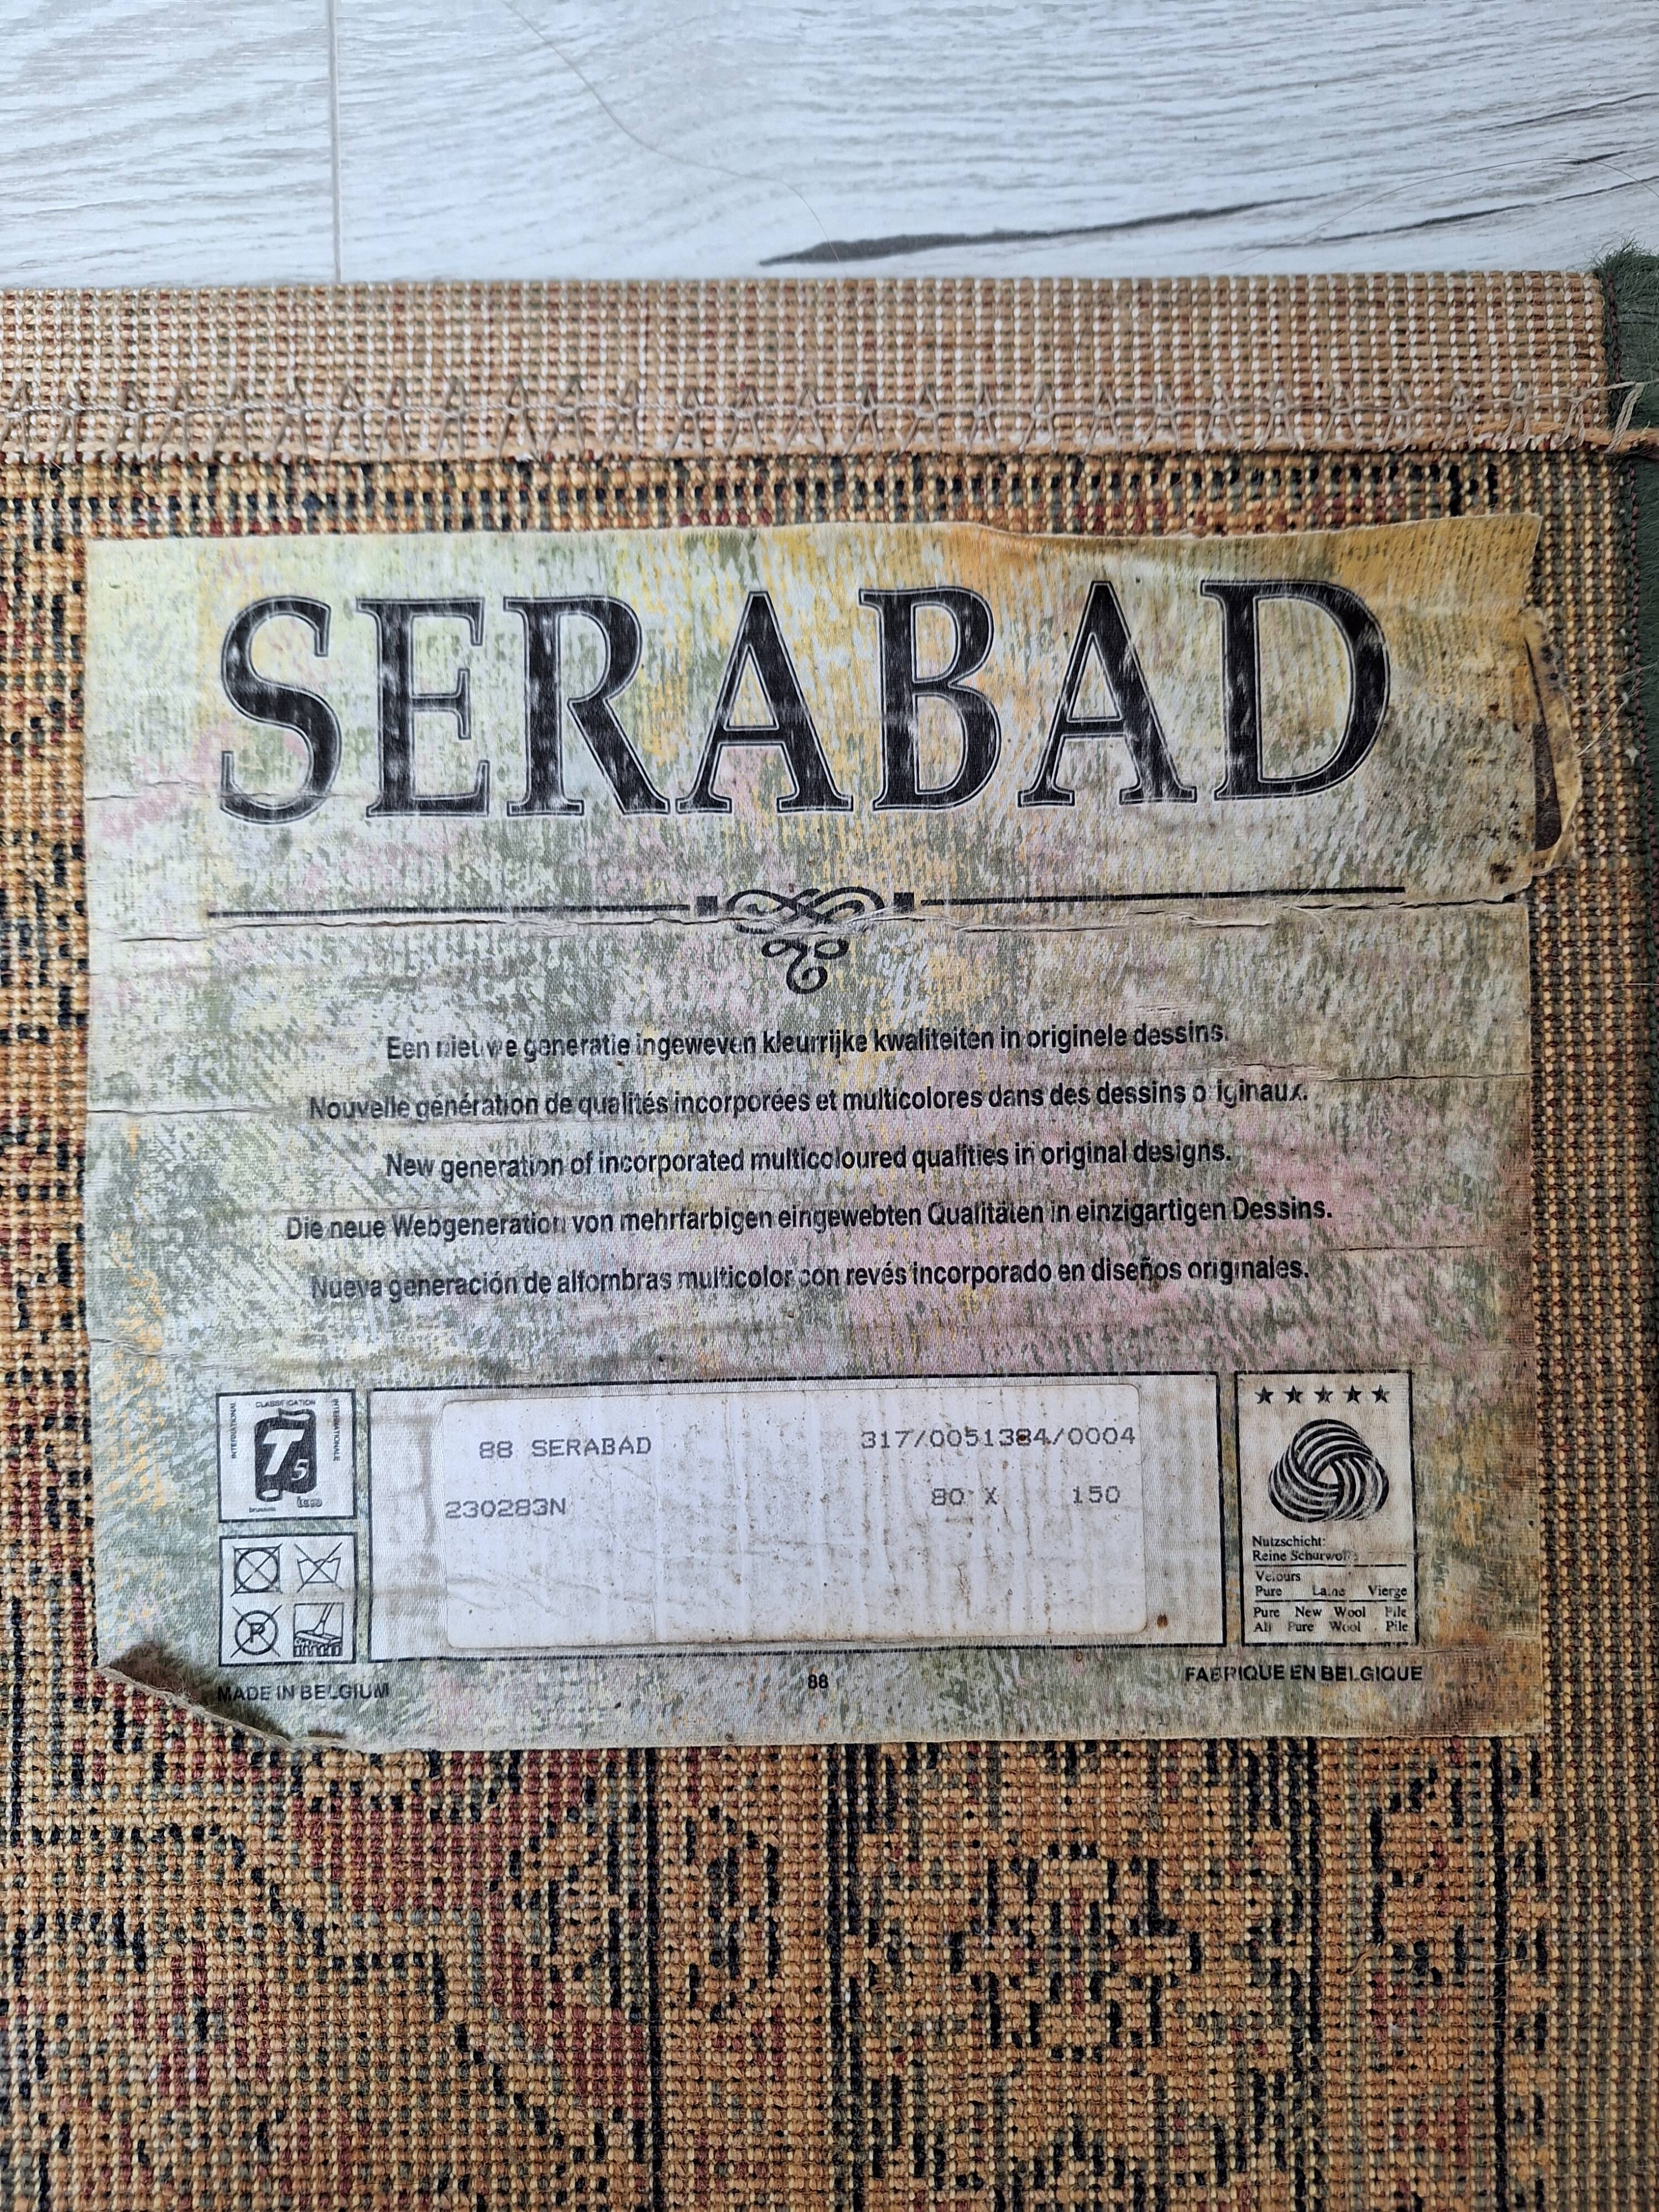 SERABAD
Een nieuwe generatie ingeweven kleurrijke kwaliteiten in originele dessins.
Nouvelle génération de qualités incorporées et multicolores dans des dessins originaux.
New generation of incorporated multicoloured qualities in original designs.
Die neue Webgeneration von mehrfarbigen eingewebten Qualitäten in einzigartigen Dessins.
Nueva generación de alfombras multicolor con revés incorporado en diseños originales.
INTERNATIONAL
CLASSIFICATION
INTERNATIONALE
T5
88 SERABAD 317/0051384/0004
230283N 80 X 150
P
Nutzschicht:
Reine Schurwolle
Velours
Pure Laine Vierge
Pure New Wool Pile
All Pure Wool Pile
MADE IN BELGIUM
88
FABRIQUE EN BELGIQUE